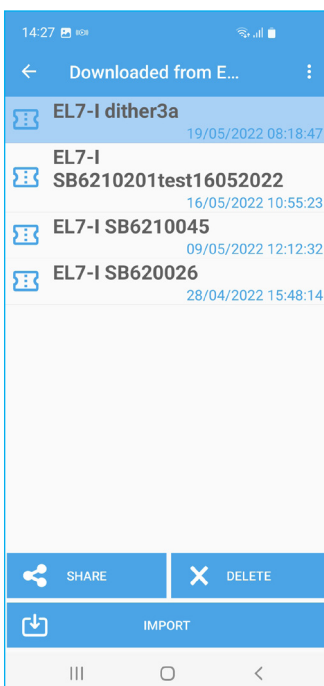 14:27
Downloaded from E...
EL7-I dither3a
19/05/2022 08:18:47
EL7-I
SB6210201test16052022
16/05/2022 10:55:23
EL7-I SB6210045
09/05/2022 12:12:32
EL7-I SB620026
28/04/2022 15:48:14
SHARE
DELETE
IMPORT